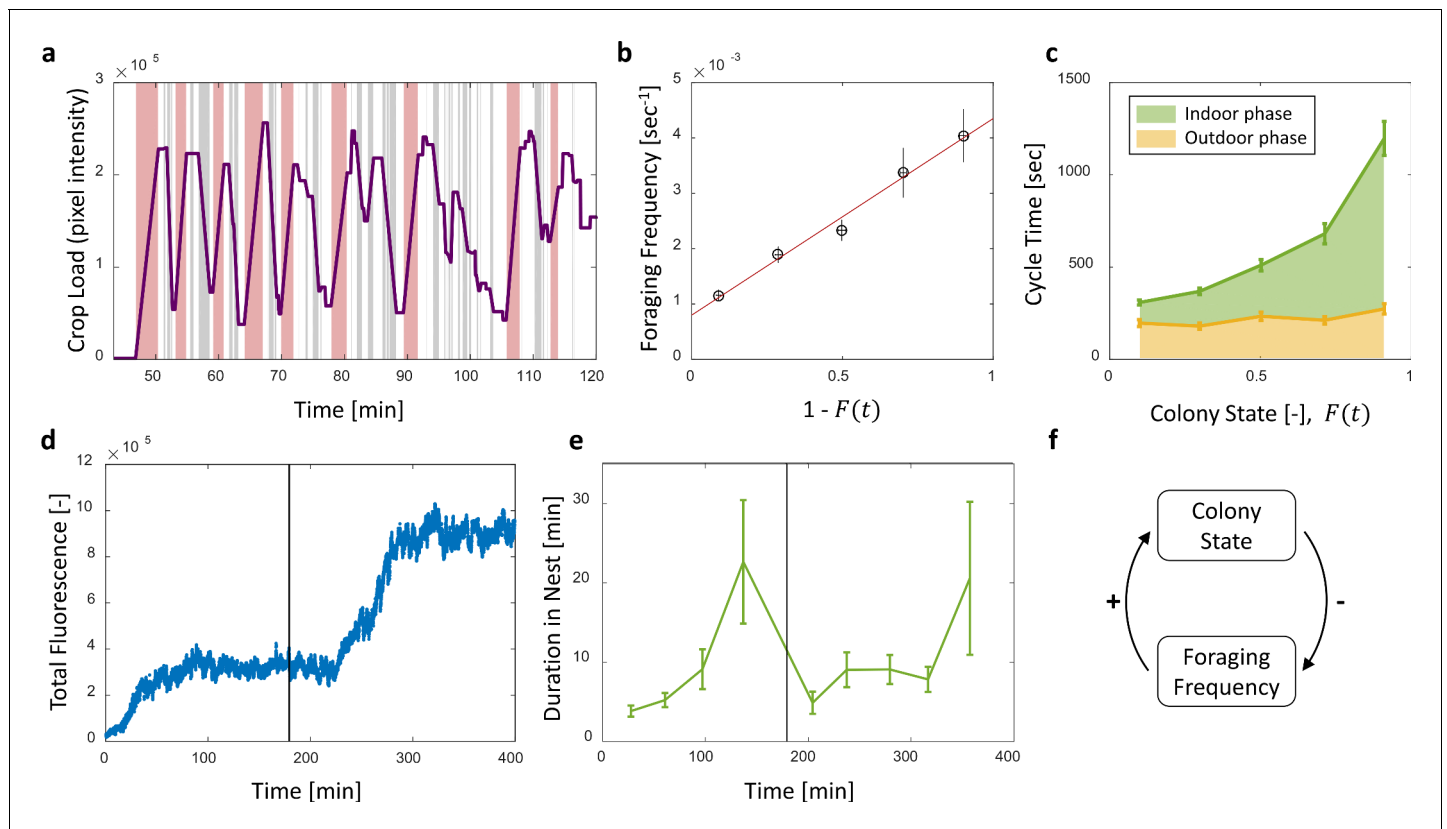 a
× 10 5
Crop Load (pixel intensity)
3
2
1
0
50 60 70 80 90 100 110 120
Time [min]
b
× 10 -3
Foraging Frequency [sec-1]
5
4
3
2
1
0
0 0.5 1
1 - F(t)
c
Cycle Time [sec]
1500
1000
500
0
Indoor phase
Outdoor phase
0 0.5 1
Colony State [-], F(t)
d
× 10 5
Total Fluorescence [-]
12
10
8
6
4
2
0
0 100 200 300 400
Time [min]
e
Duration in Nest [min]
30
20
10
0
0 100 200 300 400
Time [min]
f
Colony
State
+
-
Foraging
Frequency